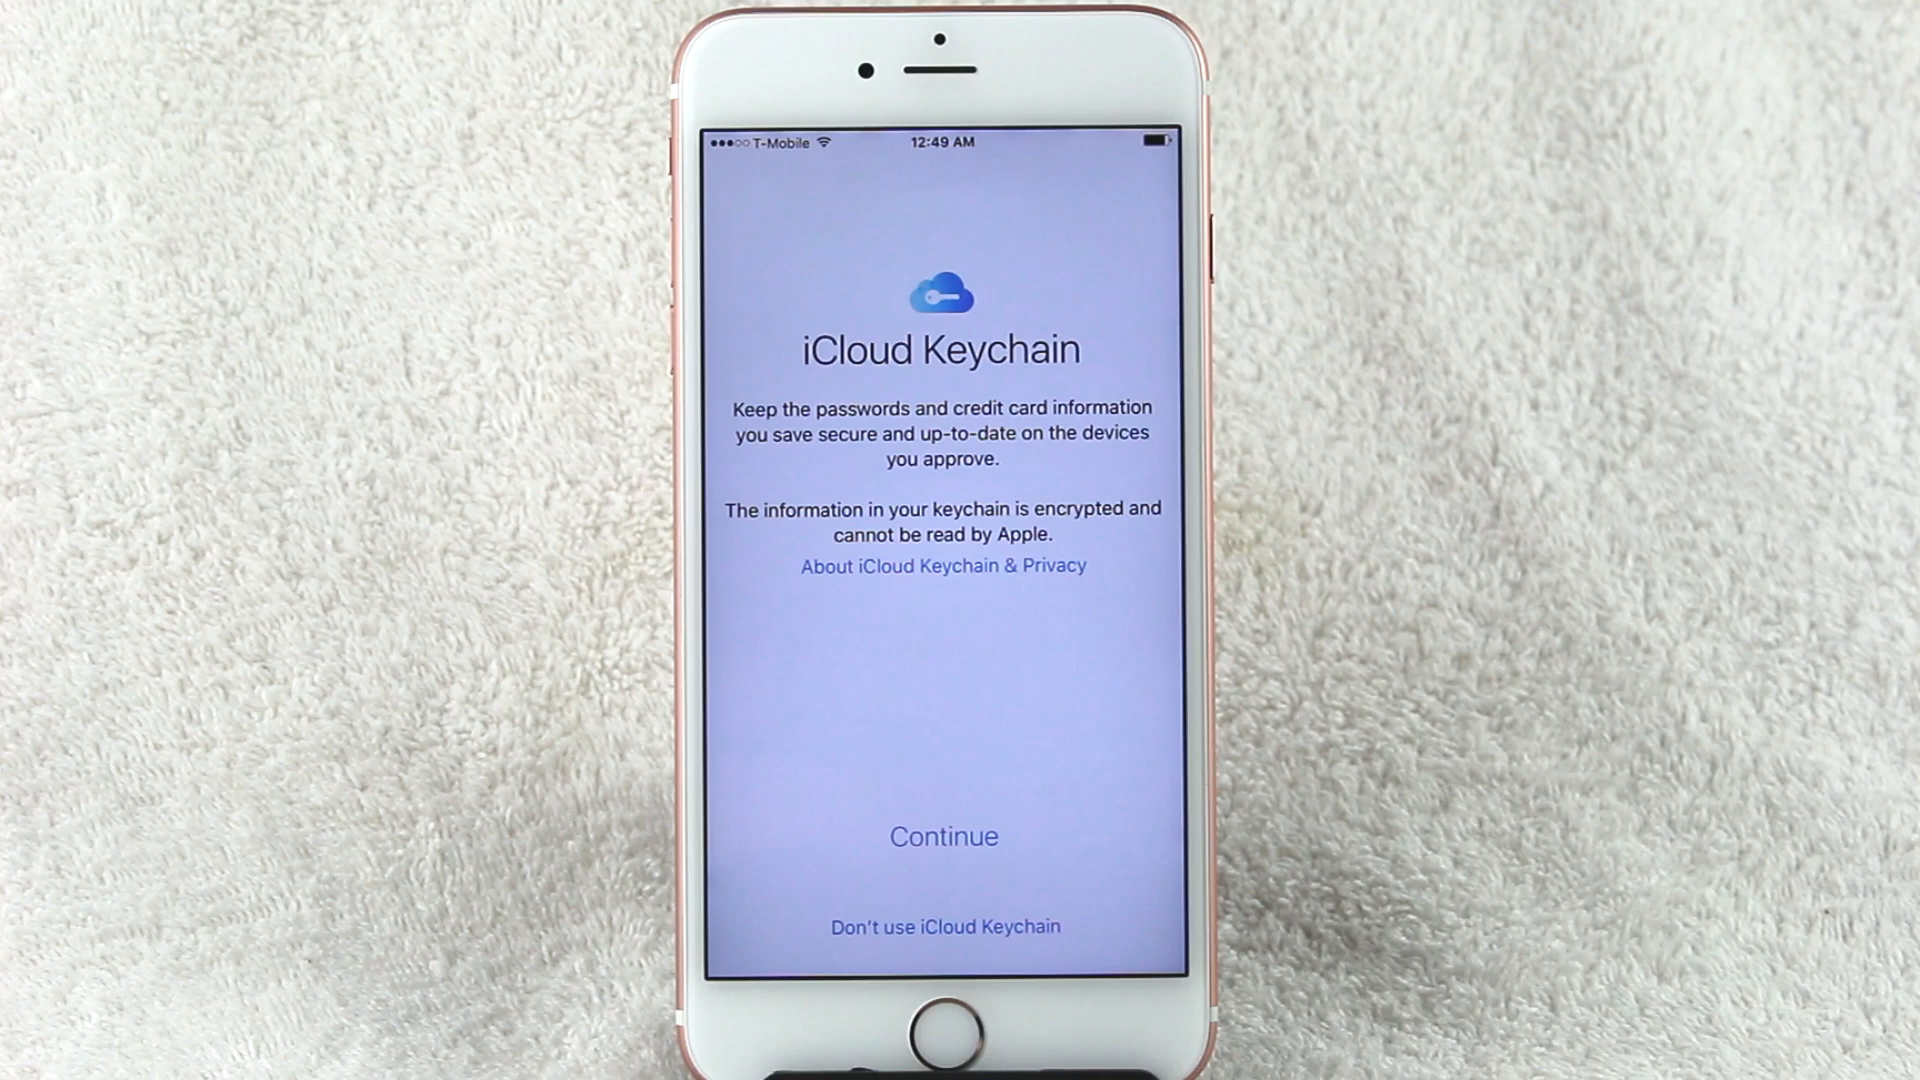 T-Mobile 12:49 AM
iCloud Keychain
Keep the passwords and credit card information
you save secure and up-to-date on the devices
you approve.
The information in your keychain is encrypted and
cannot be read by Apple.
About iCloud Keychain & Privacy
Continue
Don't use iCloud Keychain